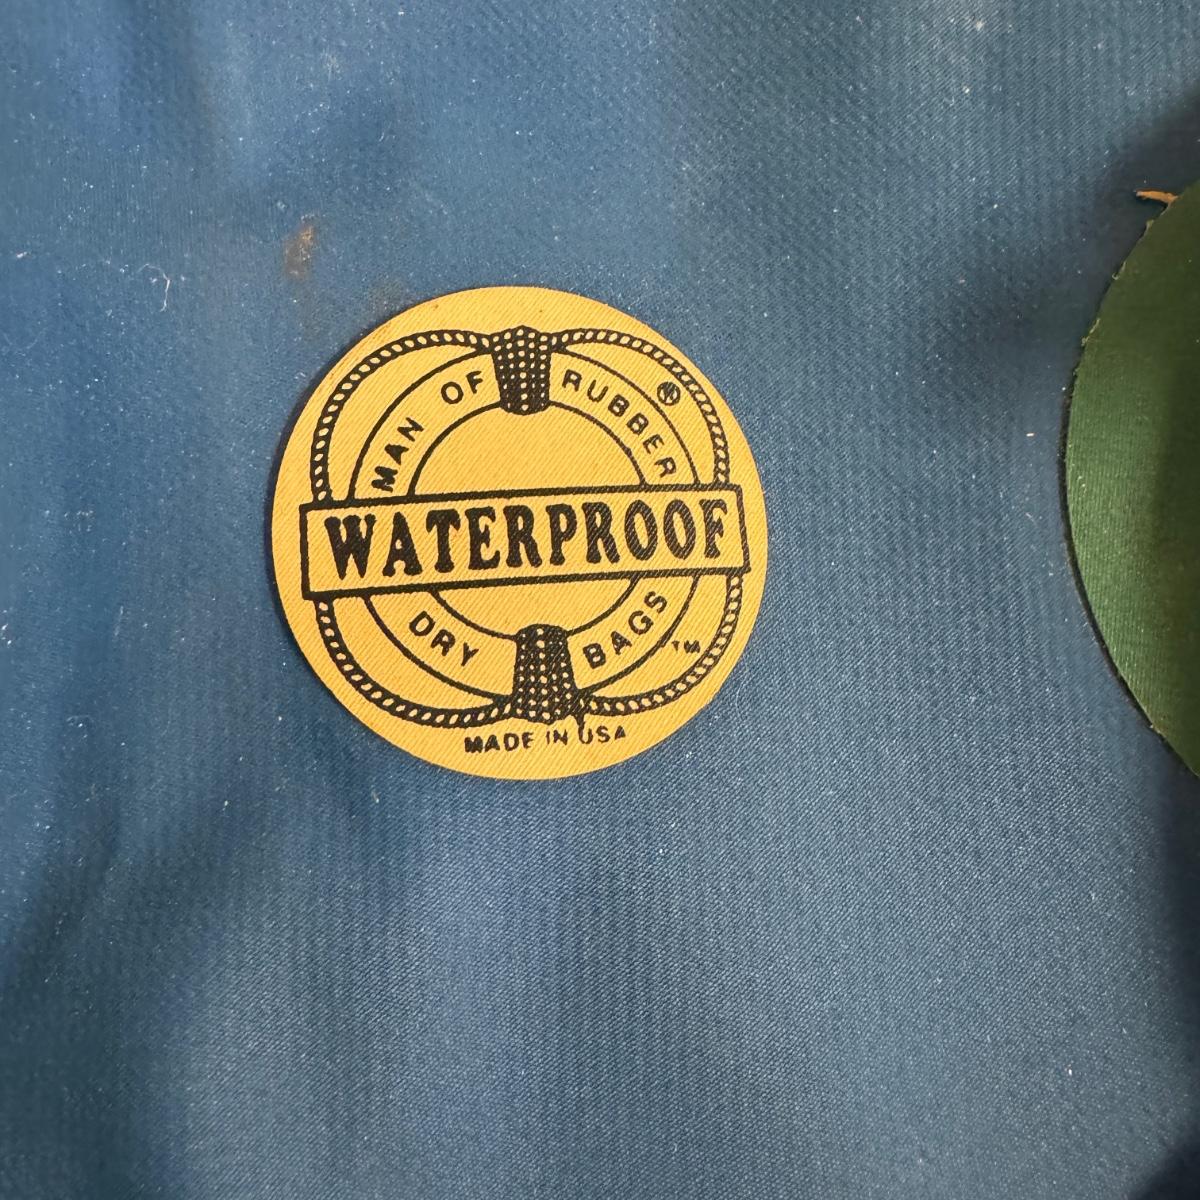 MAN OF RUBBER ®
WATERPROOF
DRY BAGS ™
MADE IN USA